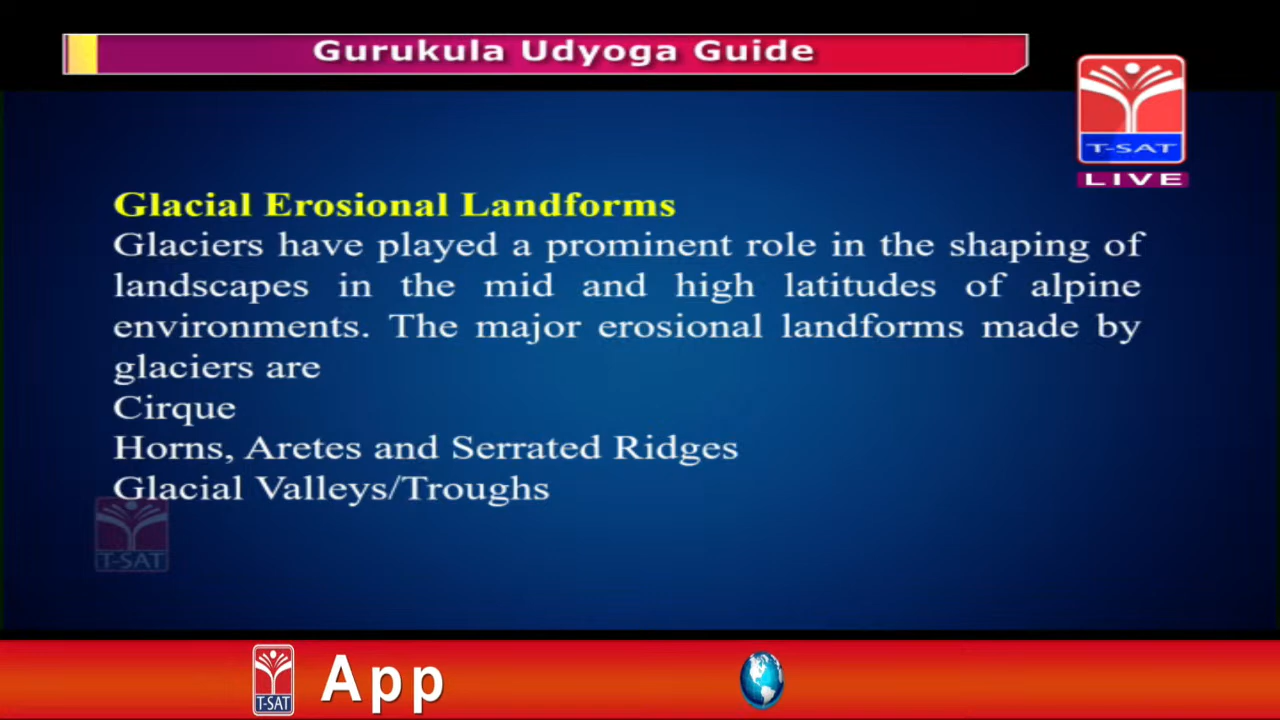 Gurukula Udyoga Guide
T-SAT
LIVE
Glacial Erosional Landforms
Glaciers have played a prominent role in the shaping of
landscapes in the mid and high latitudes of alpine
environments. The major erosional landforms made by
glaciers are
Cirque
Horns, Aretes and Serrated Ridges
Glacial Valleys/Troughs
T-SAT
T-SAT
App